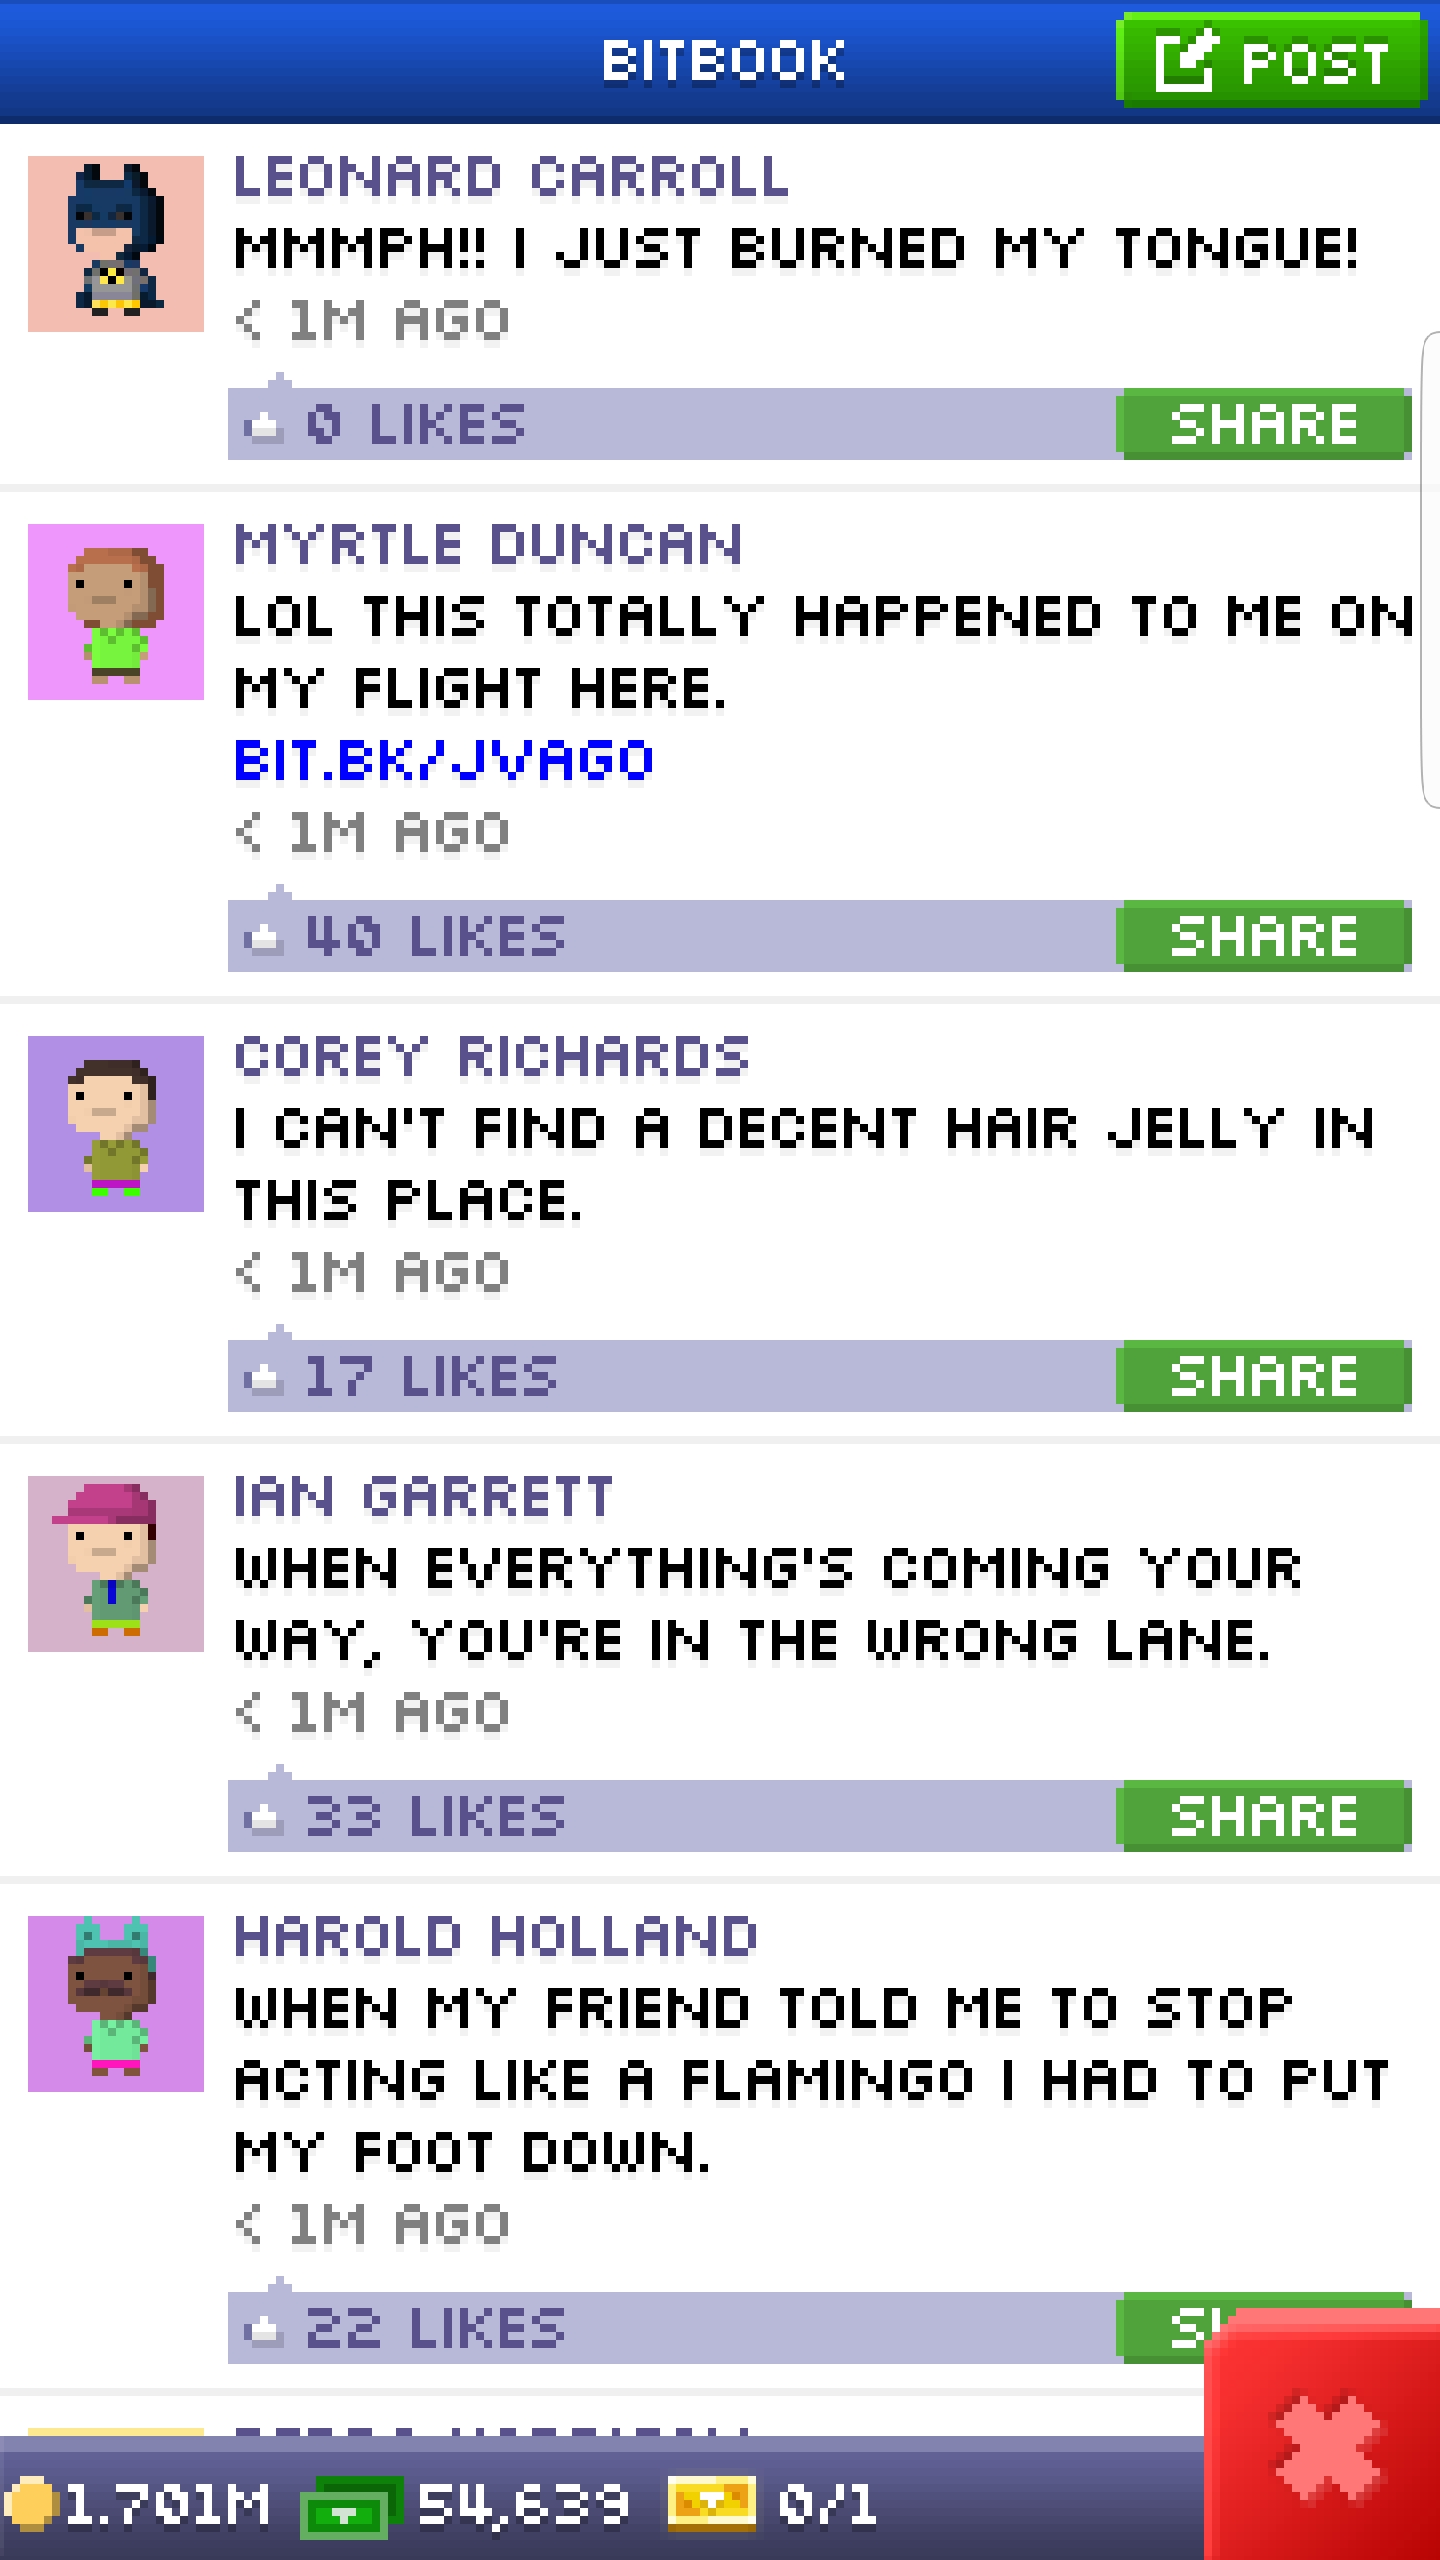 BITBOOK
POST
LEONARD CARROLL
MMMPH!! I JUST BURNED MY TONGUE!
< 1M AGO
0 LIKES
SHARE
MYRTLE DUNCAN
LOL THIS TOTALLY HAPPENED TO ME ON
MY FLIGHT HERE.
BIT.BK/JVAGO
< 1M AGO
40 LIKES
SHARE
COREY RICHARDS
I CAN'T FIND A DECENT HAIR JELLY IN
THIS PLACE.
< 1M AGO
17 LIKES
SHARE
IAN GARRETT
WHEN EVERYTHING'S COMING YOUR
WAY, YOU'RE IN THE WRONG LANE.
< 1M AGO
33 LIKES
SHARE
HAROLD HOLLAND
WHEN MY FRIEND TOLD ME TO STOP
ACTING LIKE A FLAMINGO I HAD TO PUT
MY FOOT DOWN.
< 1M AGO
22 LIKES
1.701M
54,639
0/1